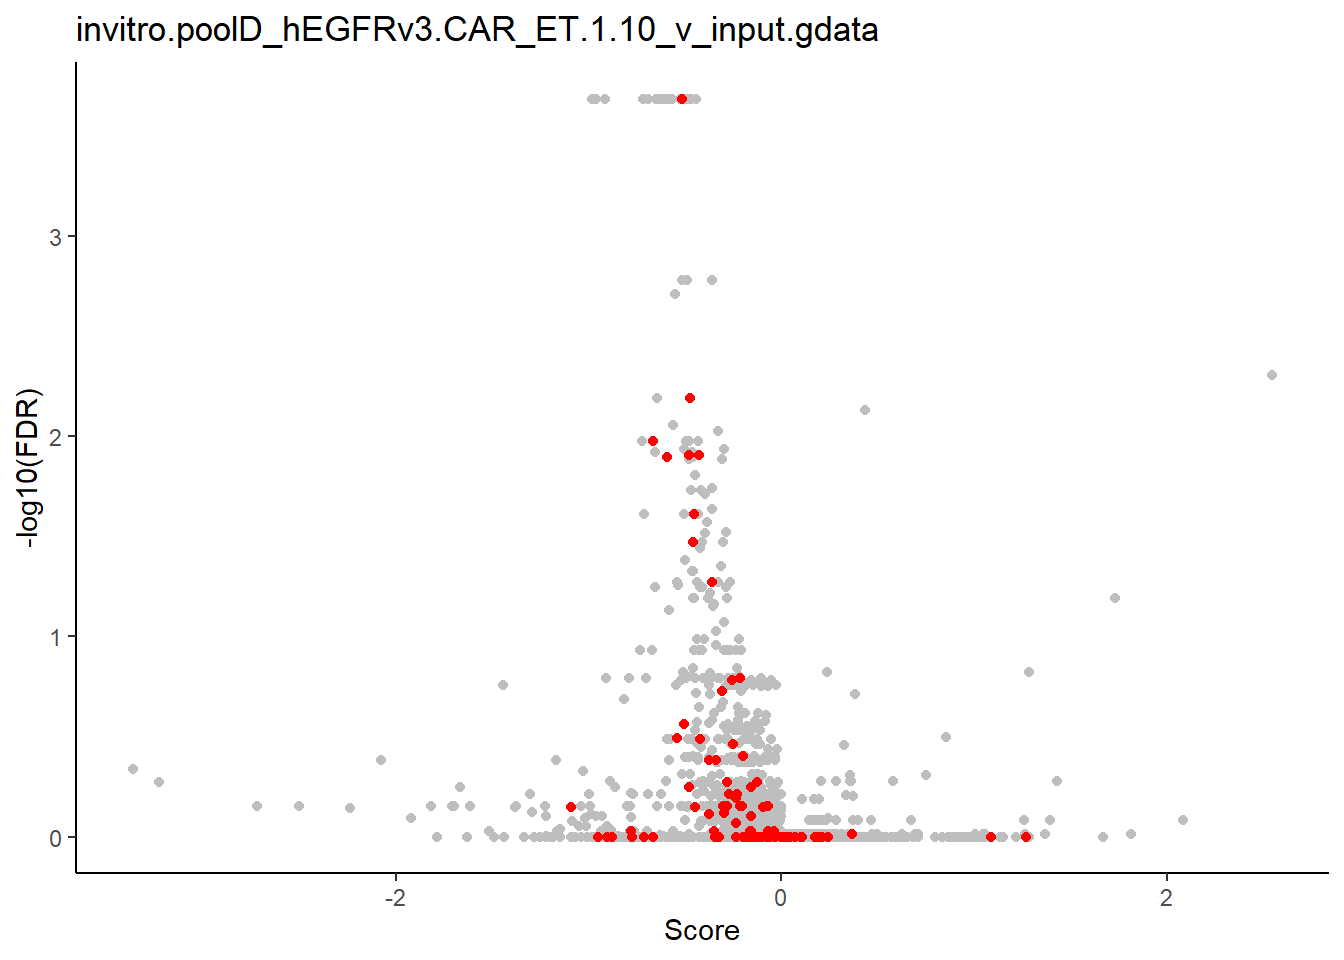 invitro.poolD_hEGFRv3.CAR_ET.1.10_v_input.gdata
3
2
1
0
-log10(FDR)
-2
0
2
Score